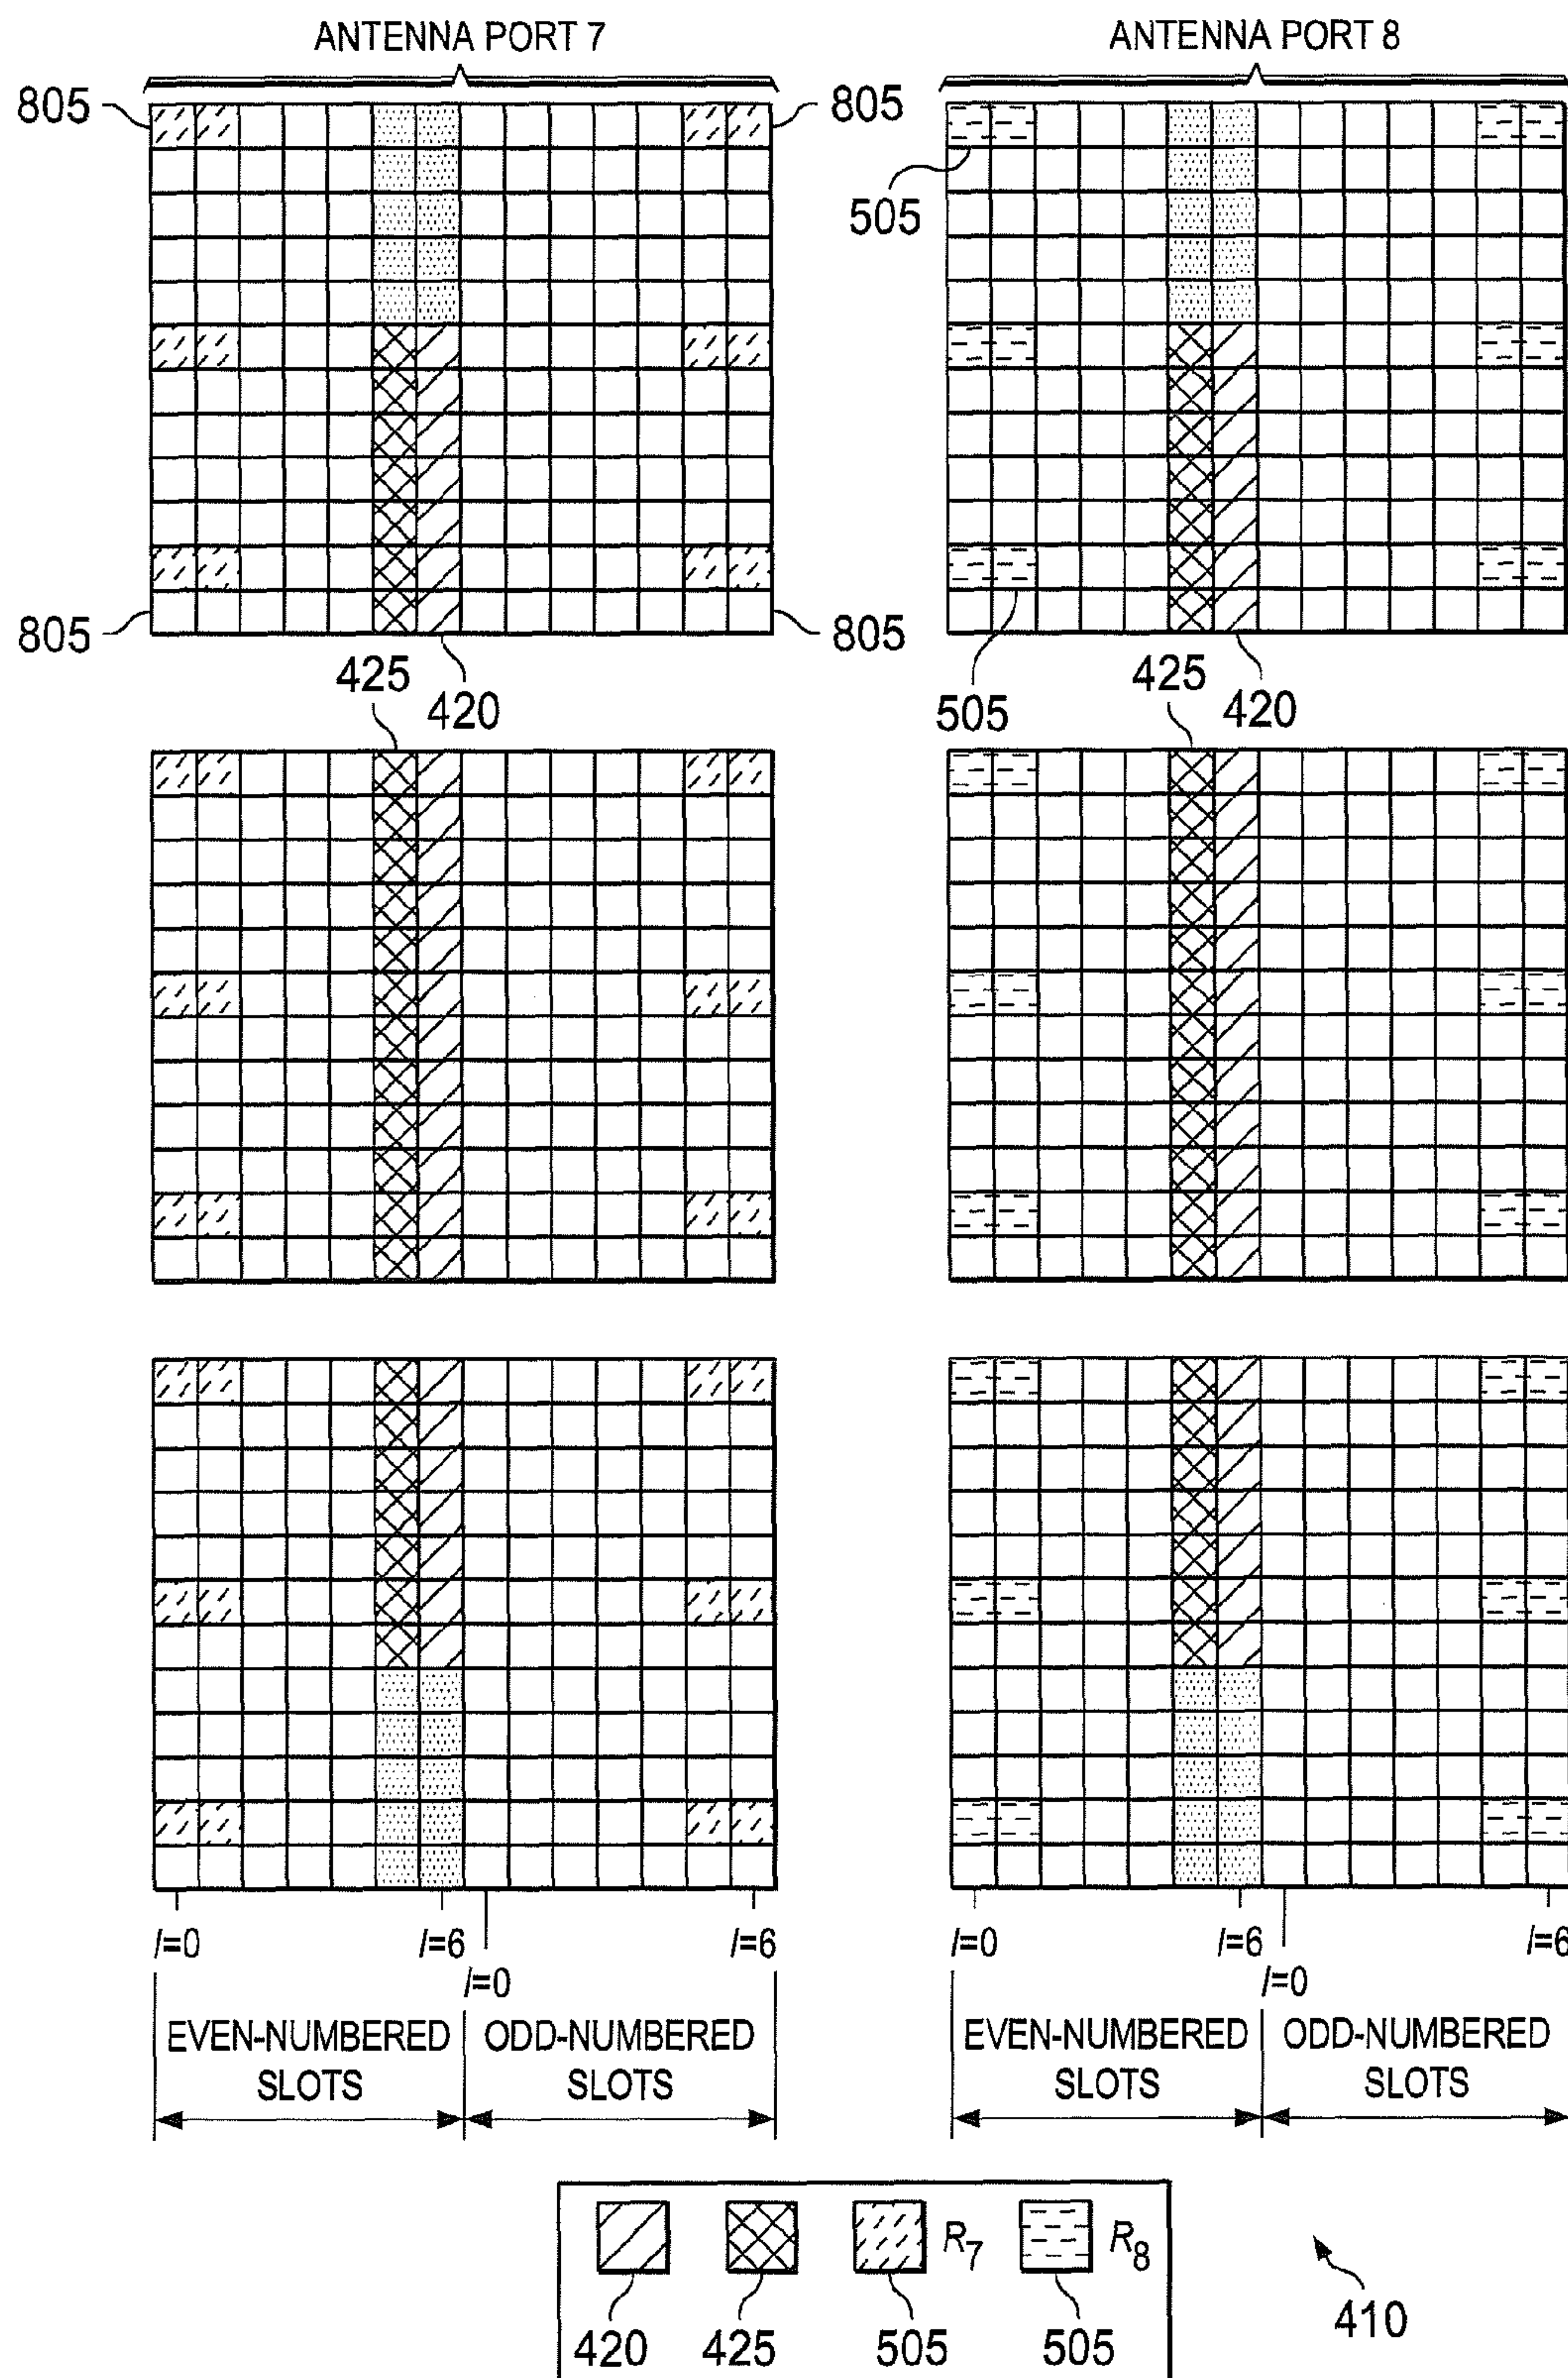 ANTENNA PORT 7
ANTENNA PORT 8
805
805
805
505
805
805
425
420
505
425
420
l=0
l=6
l=0
l=6
l=0
l=6
l=0
l=6
EVEN-NUMBERED SLOTS
ODD-NUMBERED SLOTS
EVEN-NUMBERED SLOTS
ODD-NUMBERED SLOTS
R7
R8
420
425
505
505
410